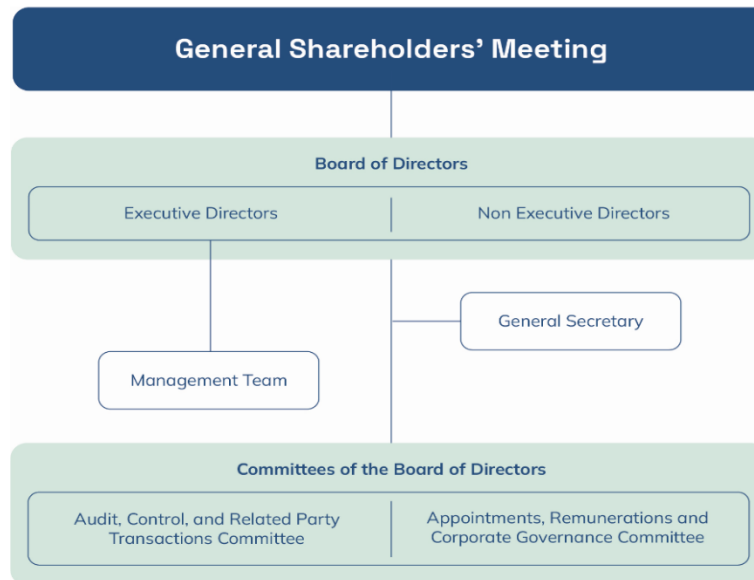 General Shareholders' Meeting
Board of Directors
Executive Directors
Non Executive Directors
General Secretary
Management Team
Committees of the Board of Directors
Audit, Control, and Related Party
Transactions Committee
Appointments, Remunerations and
Corporate Governance Committee